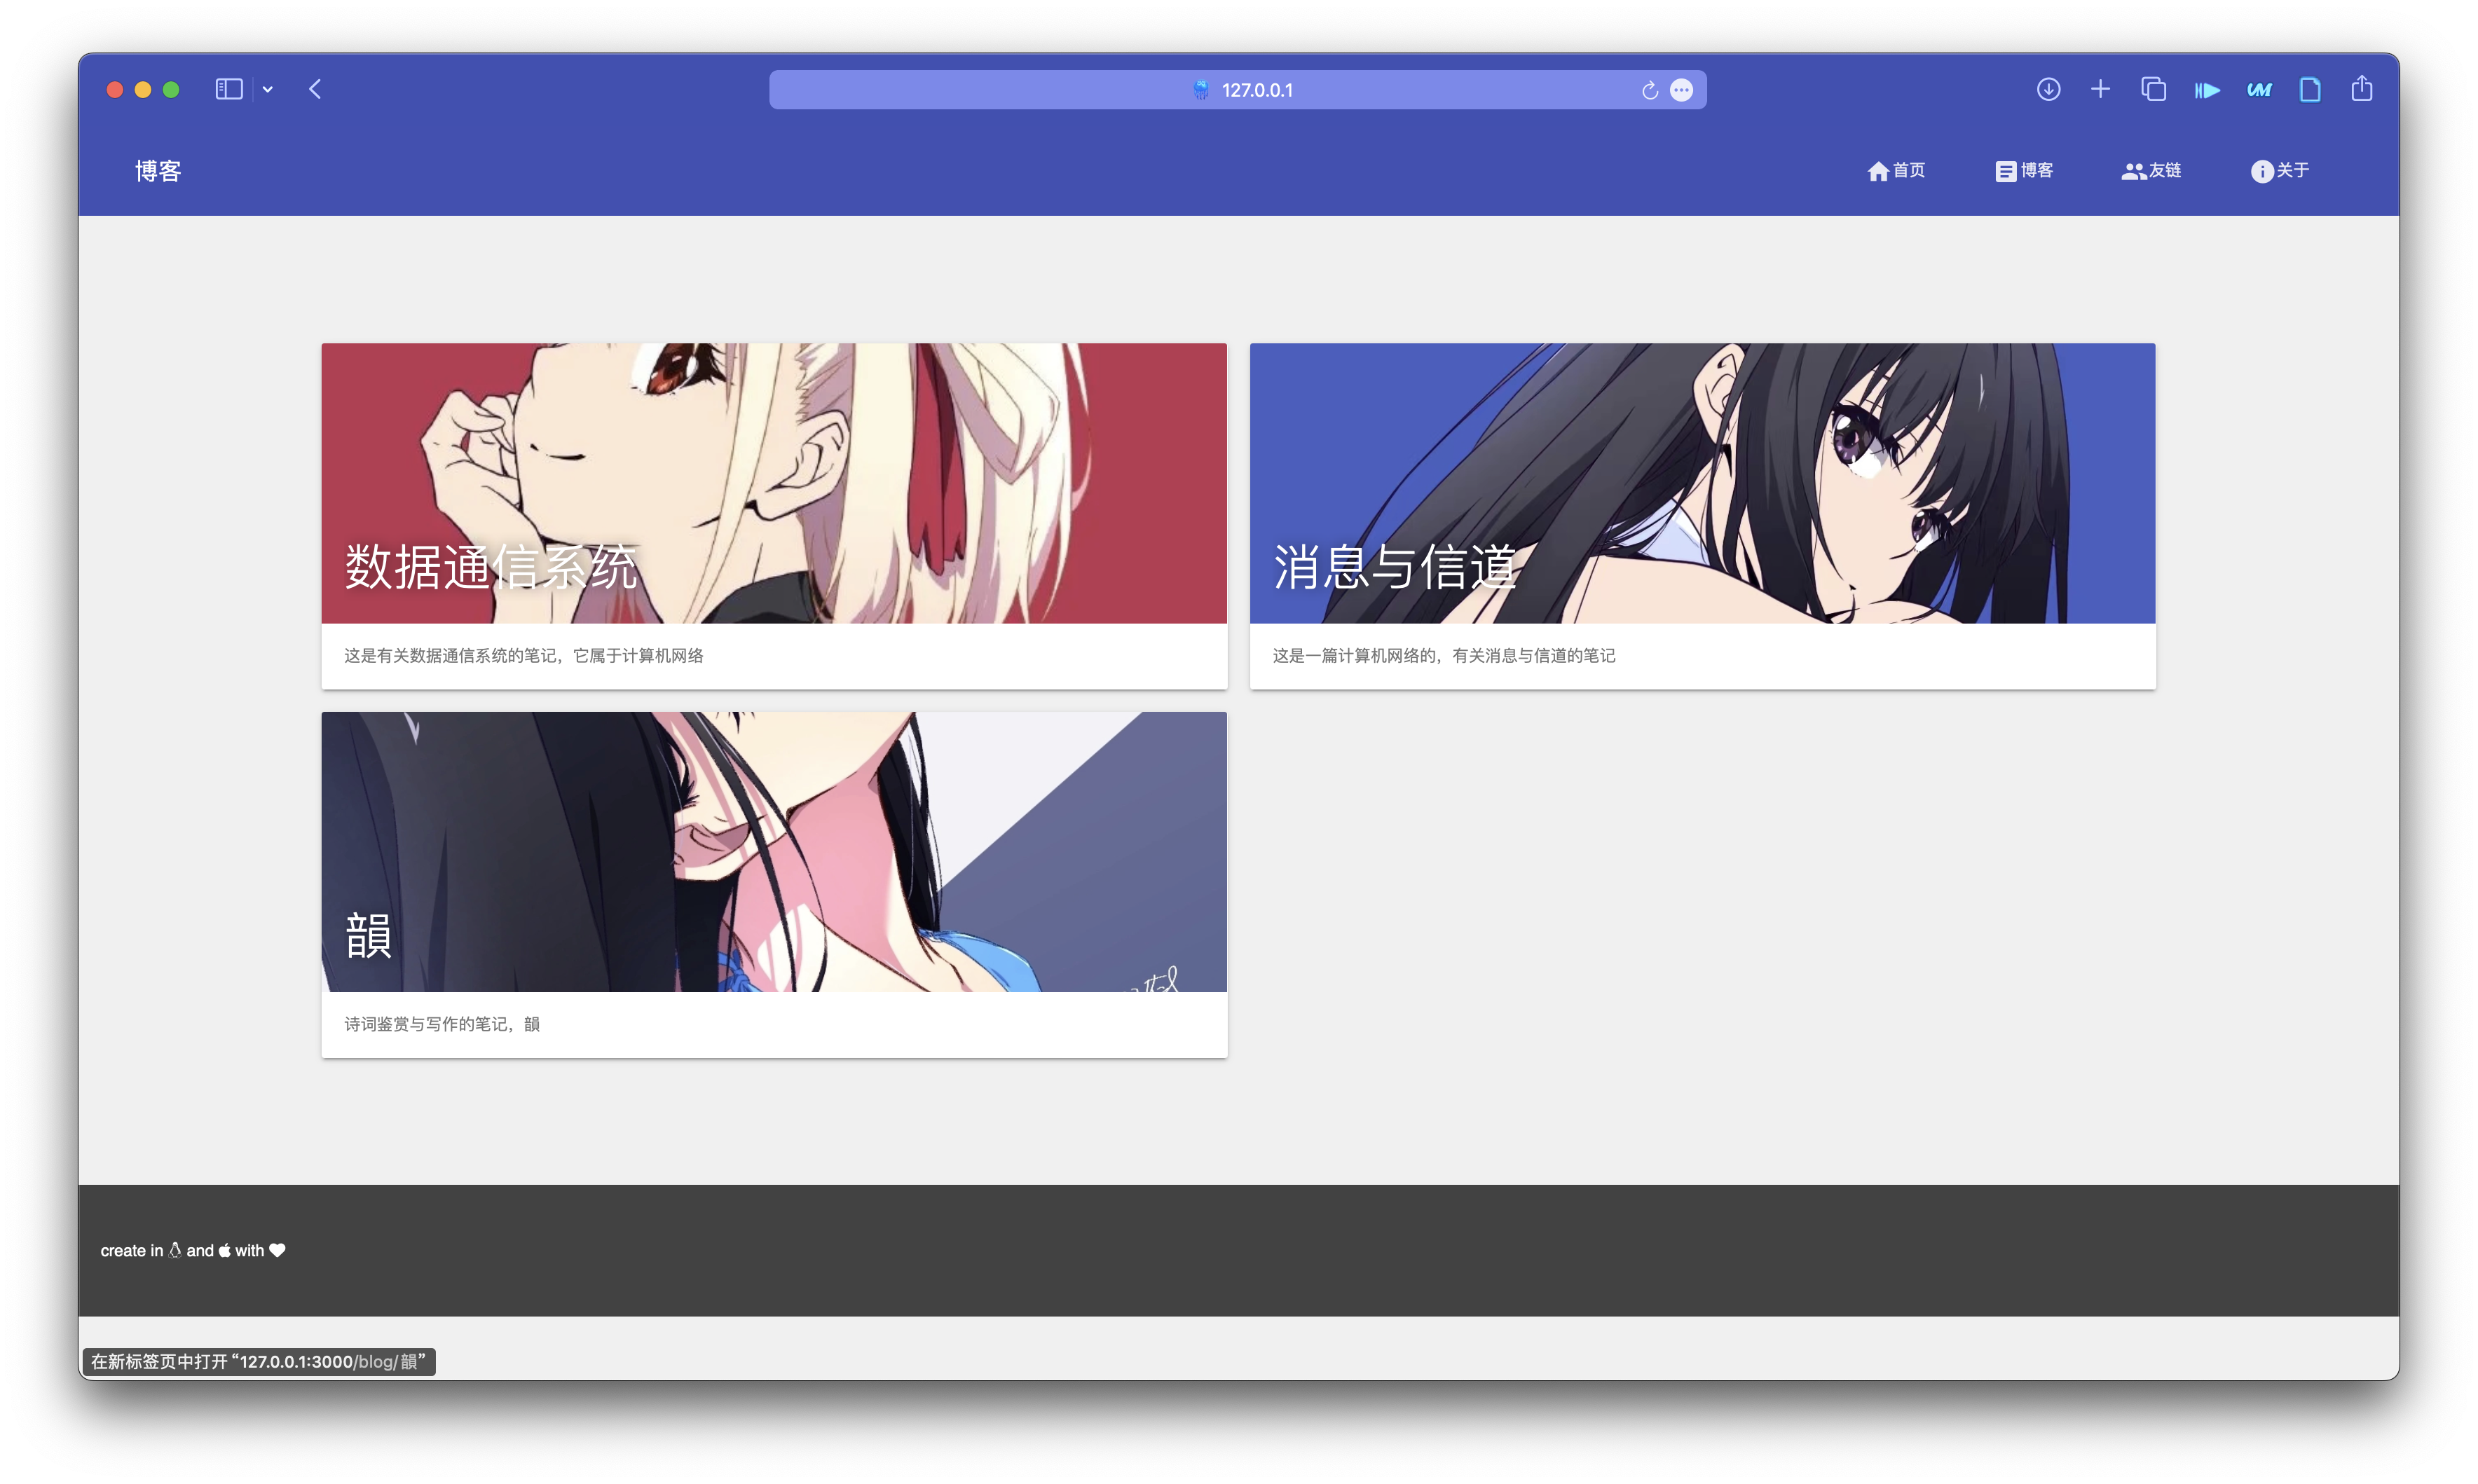 127.0.0.1
博客
首页 博客 友链 关于
数据通信系统
这是有关数据通信系统的笔记，它属于计算机网络
消息与信道
这是一篇计算机网络的，有关消息与信道的笔记
韻
诗词鉴赏与写作的笔记，韻
create in and with
在新标签页中打开“127.0.0.1:3000/blog/韻”